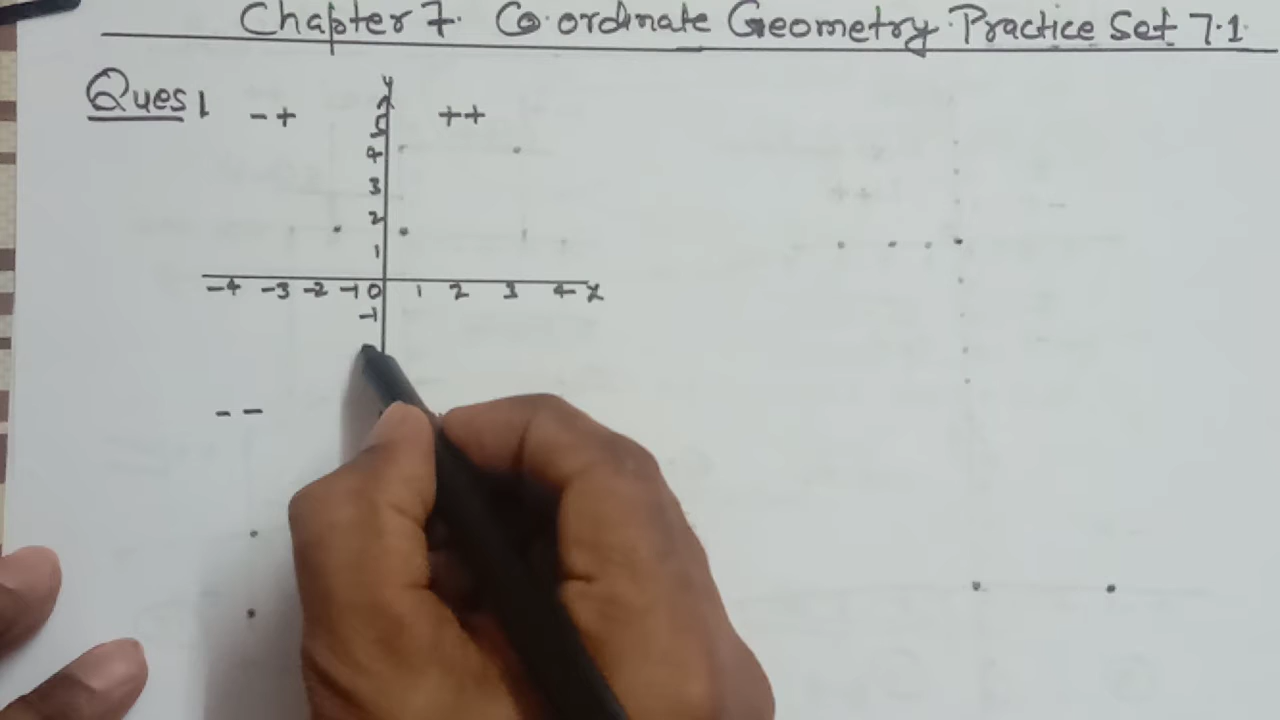 Chapter 7. Co-ordinate Geometry. Practice Set 7.1.
Ques 1
-+ ++
y
5
4
3
2
1
-4 -3 -2 -1 0 1 2 3 4 x
-1
--